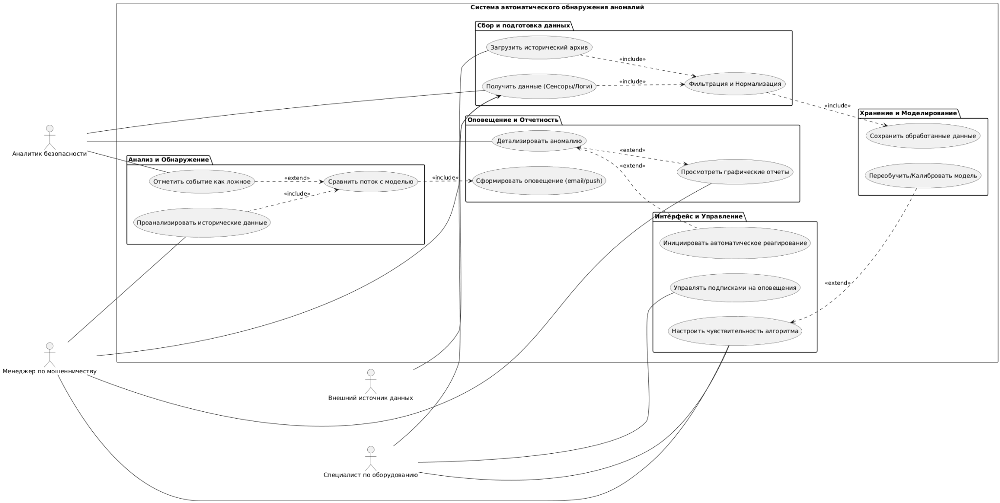 Система автоматического обнаружения аномалий
Сбор и подготовка данных
Загрузить исторический архив
«include»
Получить данные (Сенсоры/Логи)
«include»
Фильтрация и Нормализация
«include»
Хранение и Моделирование
Сохранить обработанные данные
Переобучить/Калибровать модель
Оповещение и Отчетность
Детализировать аномалию
«extend»
«extend»
Просмотреть графические отчеты
Сформировать оповещение (email/push)
Аналитик безопасности
Анализ и Обнаружение
Отметить событие как ложное
«extend»
Сравнить поток с моделью
«include»
«include»
Проанализировать исторические данные
Интерфейс и Управление
Инициировать автоматическое реагирование
Управлять подписками на оповещения
«extend»
Настроить чувствительность алгоритма
Менеджер по мошенничеству
Внешний источник данных
Специалист по оборудованию